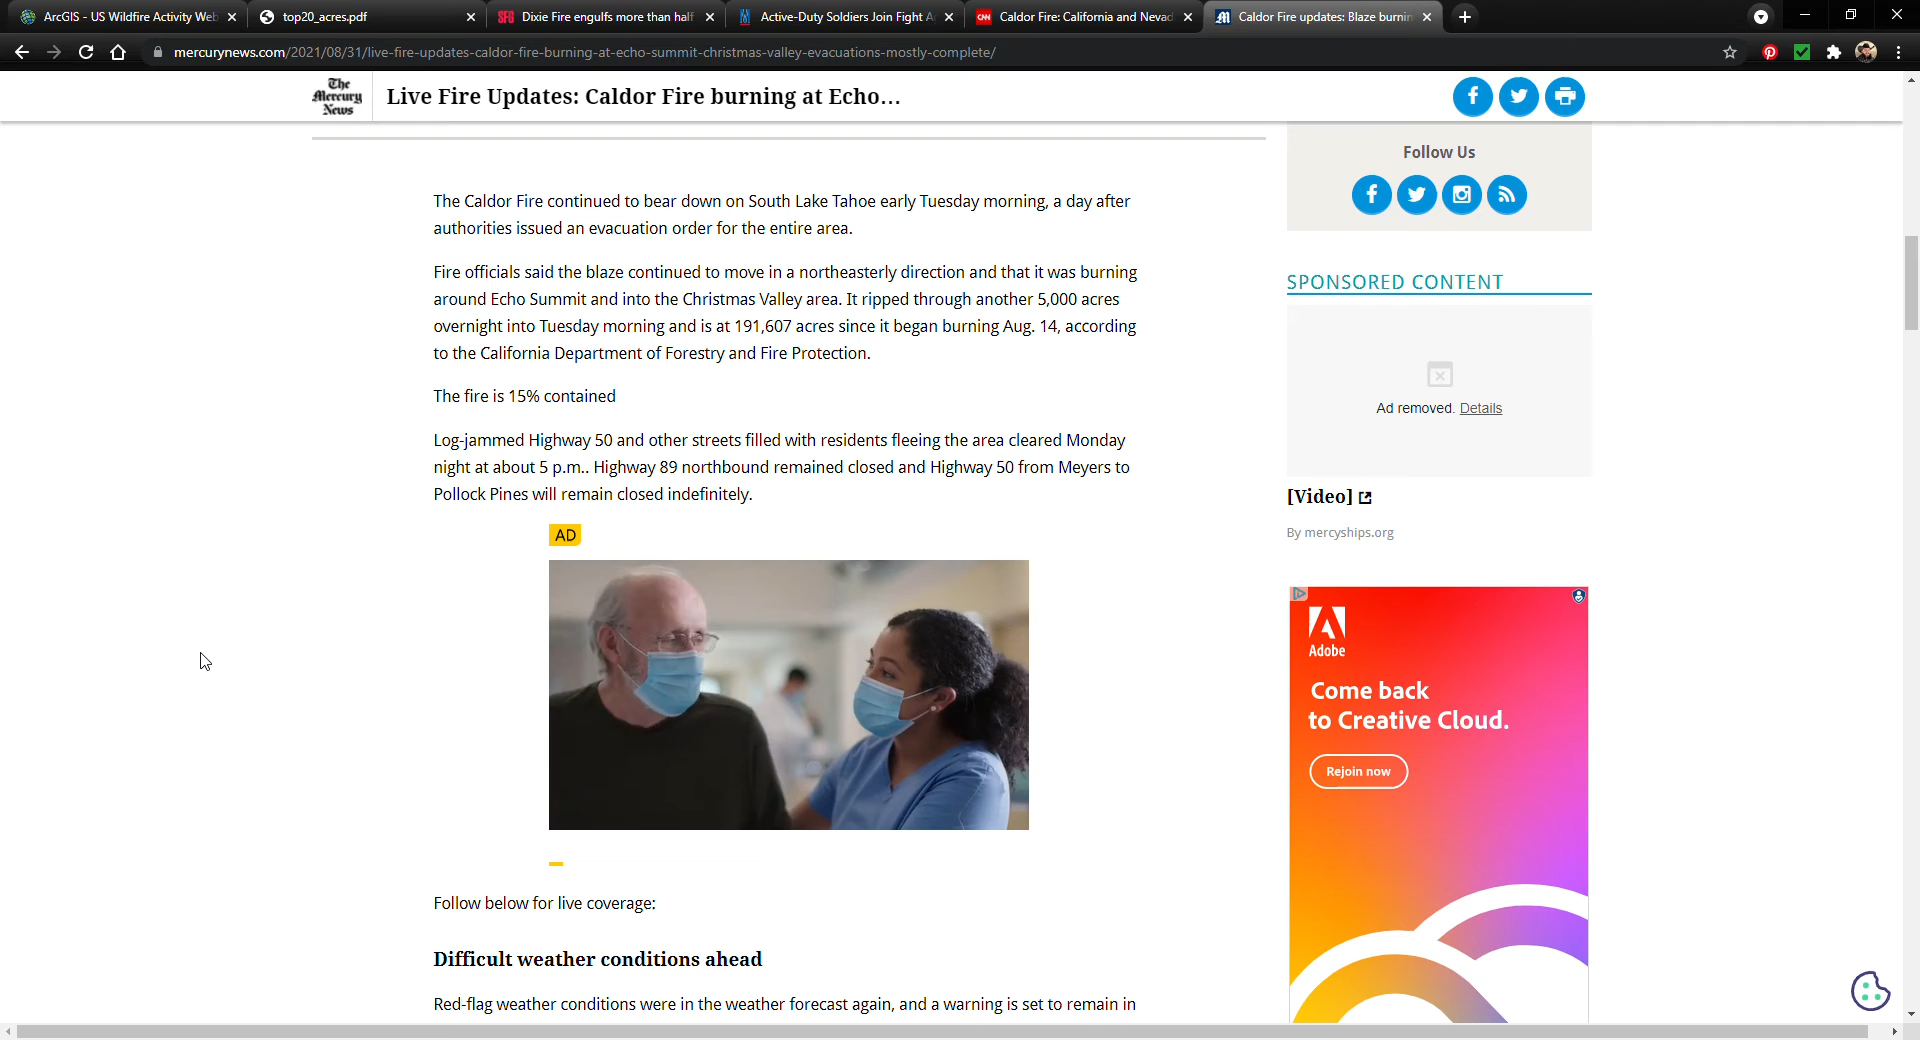 ArcGIS - US Wildfire Activity Web
top20_acres.pdf
SFG Dixie Fire engulfs more than half
Active-Duty Soldiers Join Fight A
CNN Caldor Fire: California and Nevad
Caldor Fire updates: Blaze burnin
mercurynews.com/2021/08/31/live-fire-updates-caldor-fire-burning-at-echo-summit-christmas-valley-evacuations-mostly-complete/
The
Mercury
News
Live Fire Updates: Caldor Fire burning at Echo...
The Caldor Fire continued to bear down on South Lake Tahoe early Tuesday morning, a day after
authorities issued an evacuation order for the entire area.
Fire officials said the blaze continued to move in a northeasterly direction and that it was burning
around Echo Summit and into the Christmas Valley area. It ripped through another 5,000 acres
overnight into Tuesday morning and is at 191,607 acres since it began burning Aug. 14, according
to the California Department of Forestry and Fire Protection.
The fire is 15% contained
Log-jammed Highway 50 and other streets filled with residents fleeing the area cleared Monday
night at about 5 p.m.. Highway 89 northbound remained closed and Highway 50 from Meyers to
Pollock Pines will remain closed indefinitely.
AD
Follow below for live coverage:
Difficult weather conditions ahead
Red-flag weather conditions were in the weather forecast again, and a warning is set to remain in
Follow Us
SPONSORED CONTENT
Ad removed. Details
[Video]
By mercyships.org
Adobe
Come back
to Creative Cloud.
Rejoin now